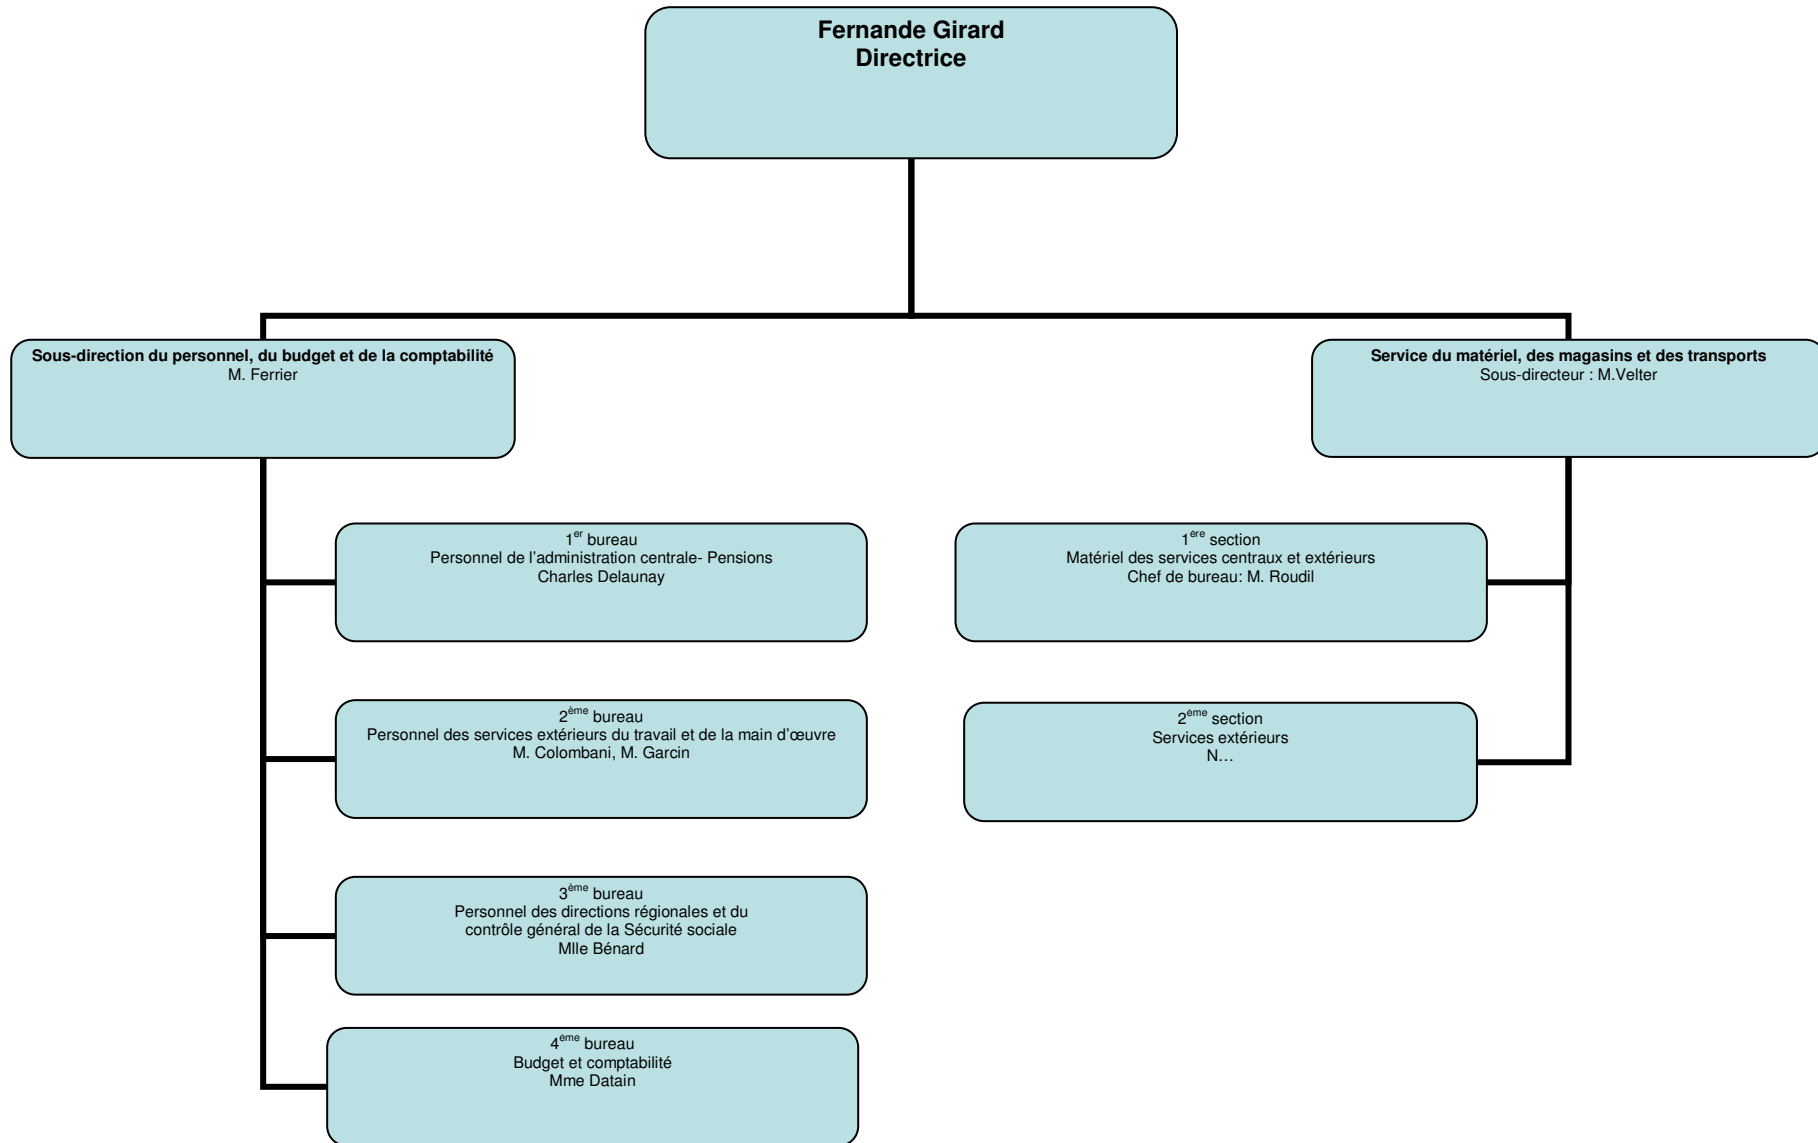 Fernande Girard
Directrice
Sous-direction du personnel, du budget et de la comptabilité
M. Ferrier
Service du matériel, des magasins et des transports
Sous-directeur : M.Velter
1er bureau
Personnel de l'administration centrale- Pensions
Charles Delaunay
1ère section
Matériel des services centraux et extérieurs
Chef de bureau: M. Roudil
2ème bureau
Personnel des services extérieurs du travail et de la main d'œuvre
M. Colombani, M. Garcin
2ème section
Services extérieurs
N…
3ème bureau
Personnel des directions régionales et du
contrôle général de la Sécurité sociale
Mlle Bénard
4ème bureau
Budget et comptabilité
Mme Datain